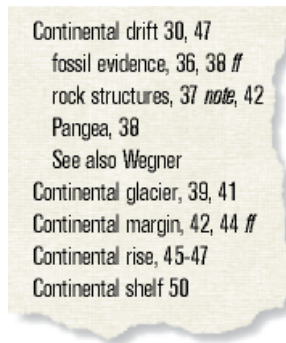 Continental drift 30, 47
fossil evidence, 36, 38 ff
rock structures, 37 note, 42
Pangea, 38
See also Wegner
Continental glacier, 39, 41
Continental margin, 42, 44 ff
Continental rise, 45-47
Continental shelf 50